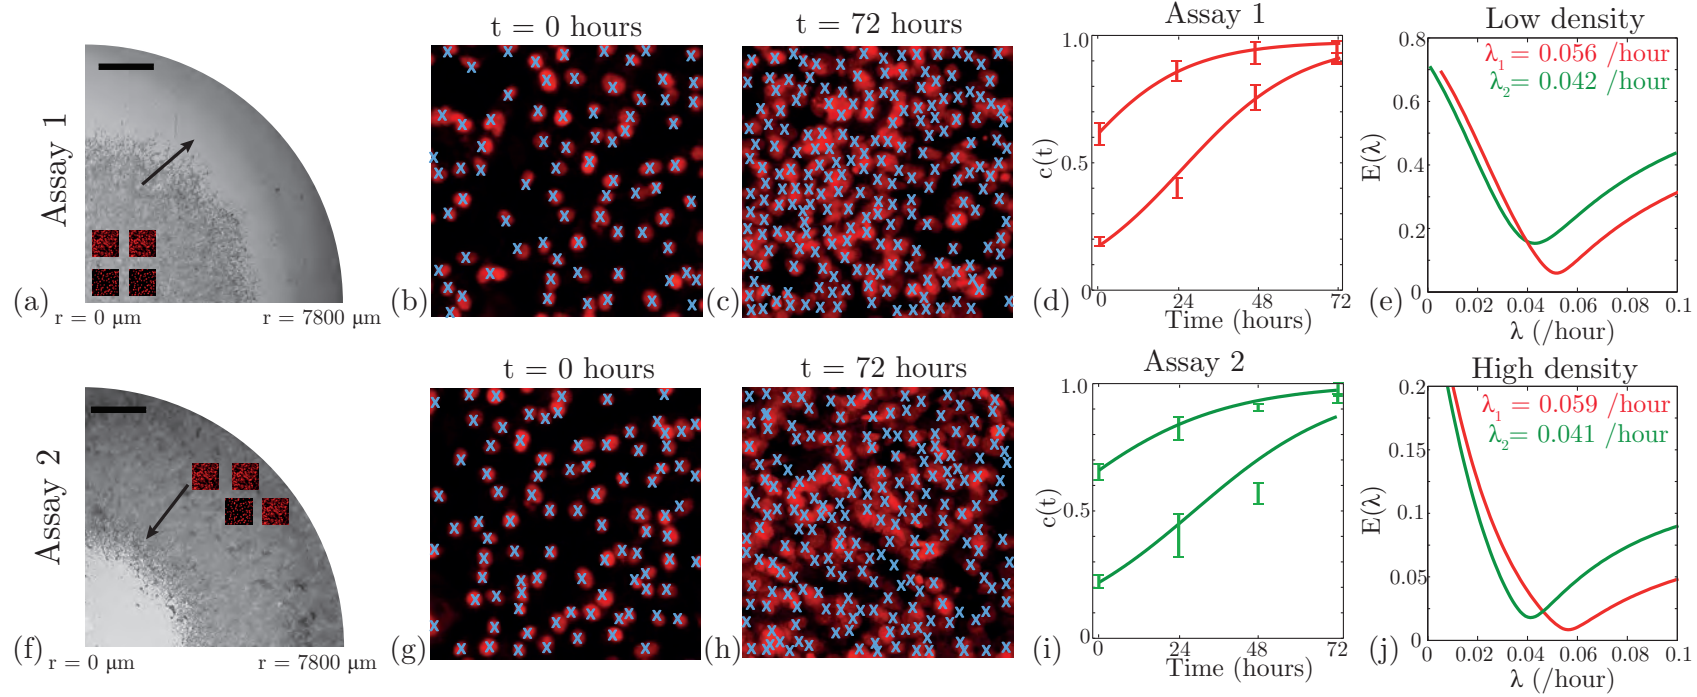 Assay 1
(a)
r = 0 μm
r = 7800 μm
t = 0 hours
(b)
t = 72 hours
(c)
Assay 1
1.0
0.5
0
c(t)
0
24
48
72
Time (hours)
(d)
Low density
λ1 = 0.056 /hour
λ2= 0.042 /hour
0.8
0.6
0.4
0.2
0
E(λ)
0
0.02
0.04
0.06
0.08
0.1
λ (/hour)
(e)
Assay 2
(f)
r = 0 μm
r = 7800 μm
t = 0 hours
(g)
t = 72 hours
(h)
Assay 2
1.0
0.5
0
c(t)
0
24
48
72
Time (hours)
(i)
High density
λ1 = 0.059 /hour
λ2= 0.041 /hour
0.2
0.15
0.1
0.05
0
E(λ)
0
0.02
0.04
0.06
0.08
0.1
λ (/hour)
(j)